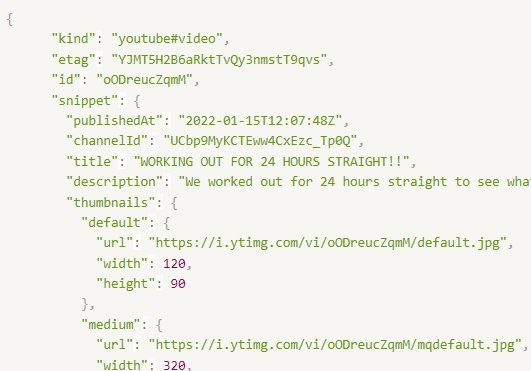 {
"kind": "youtube#video",
"etag": "YJMT5H2B6aRktTvQy3nmstT9qvs",
"id": "oODreucZqmM",
"snippet": {
"publishedAt": "2022-01-15T12:07:48Z",
"channelId": "UCbp9MyKCTEww4CxEzc_Tp0Q",
"title": "WORKING OUT FOR 24 HOURS STRAIGHT!!",
"description": "We worked out for 24 hours straight to see what
"thumbnails": {
"default": {
"url": "https://i.ytimg.com/vi/oODreucZqmM/default.jpg",
"width": 120,
"height": 90
},
"medium": {
"url": "https://i.ytimg.com/vi/oODreucZqmM/mqdefault.jpg",
"width": 320,